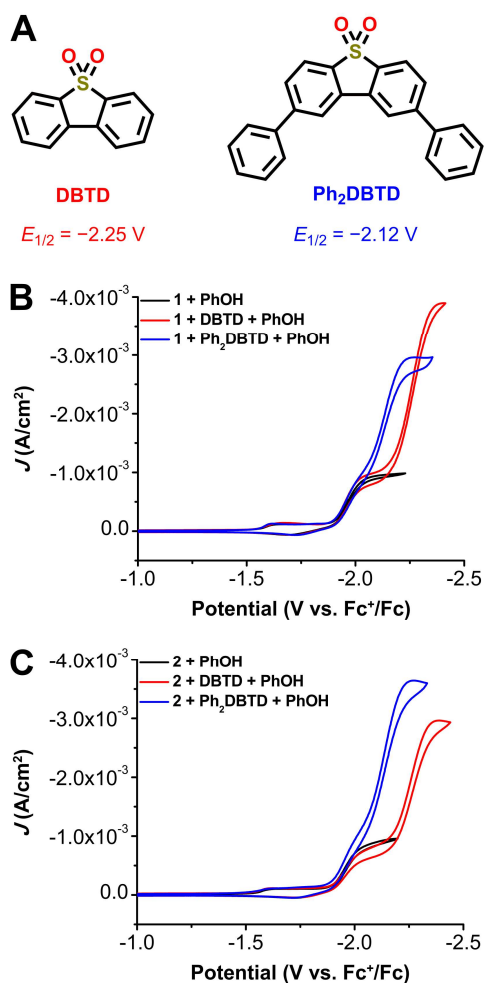 A
O O
S
O O
S
DBTD
Ph₂DBTD
E₁/₂ = −2.25 V
E₁/₂ = −2.12 V
B
-4.0x10⁻³
-3.0x10⁻³
-2.0x10⁻³
-1.0x10⁻³
0.0
J (A/cm²)
1 + PhOH
1 + DBTD + PhOH
1 + Ph₂DBTD + PhOH
-1.0 -1.5 -2.0 -2.5
Potential (V vs. Fc⁺/Fc)
C
-4.0x10⁻³
-3.0x10⁻³
-2.0x10⁻³
-1.0x10⁻³
0.0
J (A/cm²)
2 + PhOH
2 + DBTD + PhOH
2 + Ph₂DBTD + PhOH
-1.0 -1.5 -2.0 -2.5
Potential (V vs. Fc⁺/Fc)